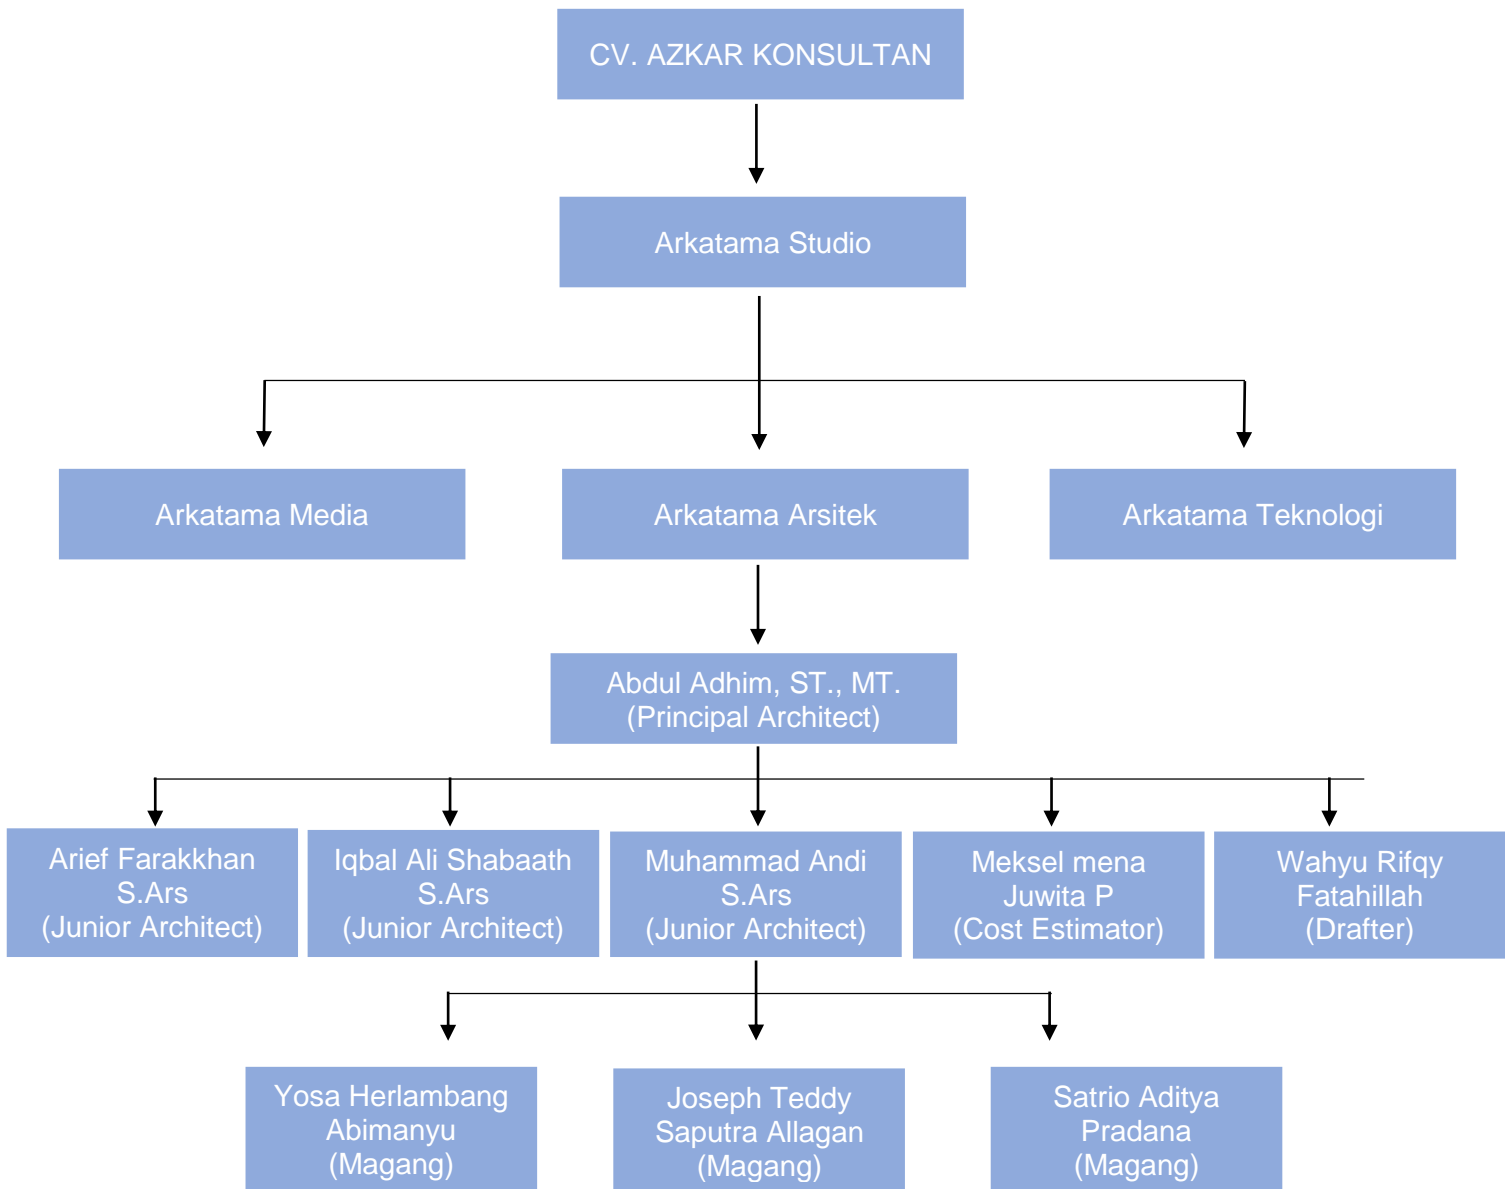 CV. AZKAR KONSULTAN
Arkatama Studio
Arkatama Media
Arkatama Arsitek
Arkatama Teknologi
Abdul Adhim, ST., MT.
(Principal Architect)
Arief Farakkhan
S.Ars
(Junior Architect)
Iqbal Ali Shabaath
S.Ars
(Junior Architect)
Muhammad Andi
S.Ars
(Junior Architect)
Meksel mena
Juwita P
(Cost Estimator)
Wahyu Rifqy
Fatahillah
(Drafter)
Yosa Herlambang
Abimanyu
(Magang)
Joseph Teddy
Saputra Allagan
(Magang)
Satrio Aditya
Pradana
(Magang)